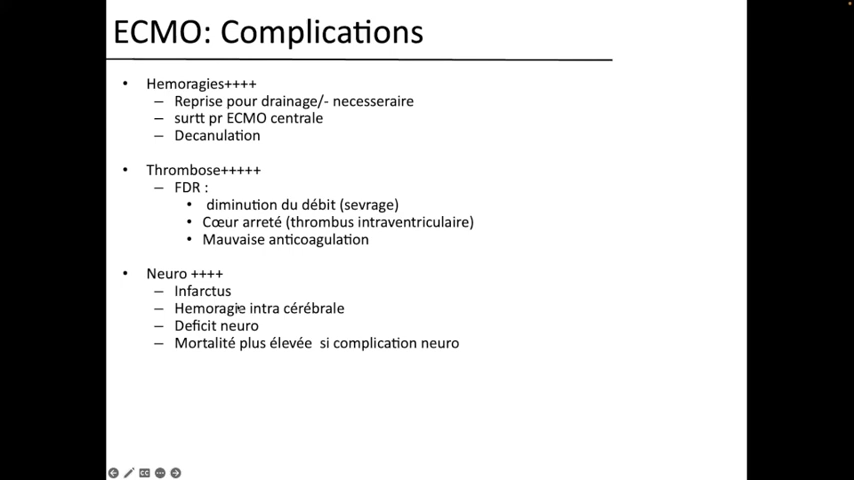 ECMO: Complications
• Hemoragies++++
– Reprise pour drainage/- necesseraire
– surtt pr ECMO centrale
– Decanulation
• Thrombose+++++
– FDR :
• diminution du débit (sevrage)
• Cœur arreté (thrombus intraventriculaire)
• Mauvaise anticoagulation
• Neuro ++++
– Infarctus
– Hemoragie intra cérébrale
– Deficit neuro
– Mortalité plus élevée si complication neuro
CC